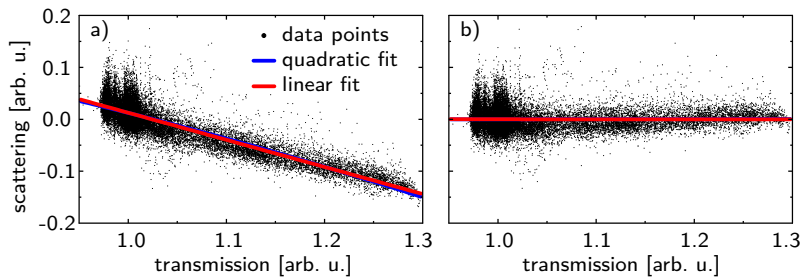 a)
data points
quadratic fit
linear fit
b)
scattering [arb. u.]
0.2
0.1
0.0
-0.1
-0.2
1.0 1.1 1.2 1.3
1.0 1.1 1.2 1.3
transmission [arb. u.]
transmission [arb. u.]